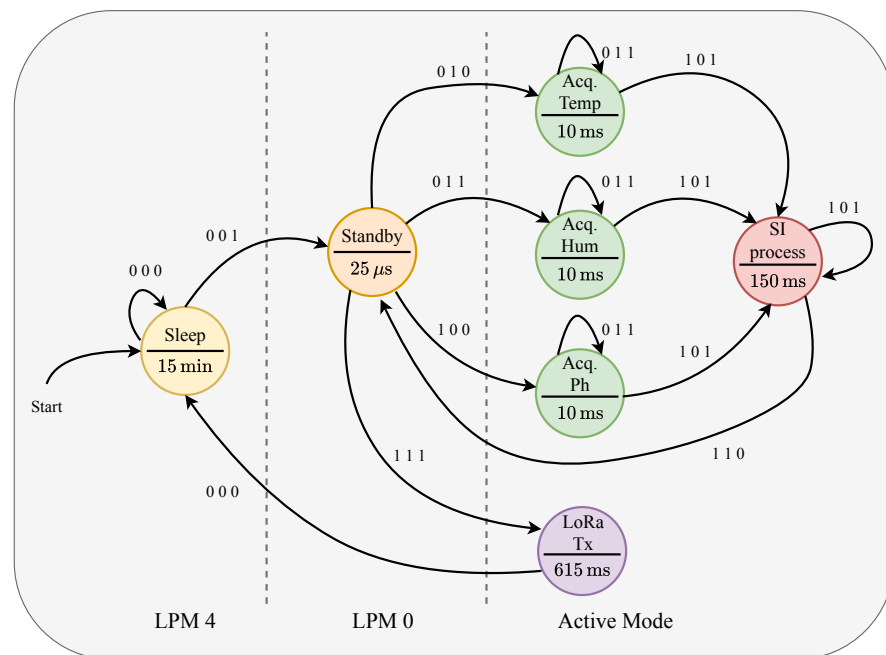 0 1 1
Acq.
Temp
10 ms
0 1 0
1 0 1
0 1 1
Acq.
Hum
10 ms
0 1 1
1 0 1
SI
process
150 ms
1 0 1
Standby
25 μs
0 0 1
0 0 0
Sleep
15 min
Start
1 0 0
0 1 1
Acq.
Ph
10 ms
1 0 1
1 1 0
1 1 1
0 0 0
LoRa
Tx
615 ms
LPM 4
LPM 0
Active Mode